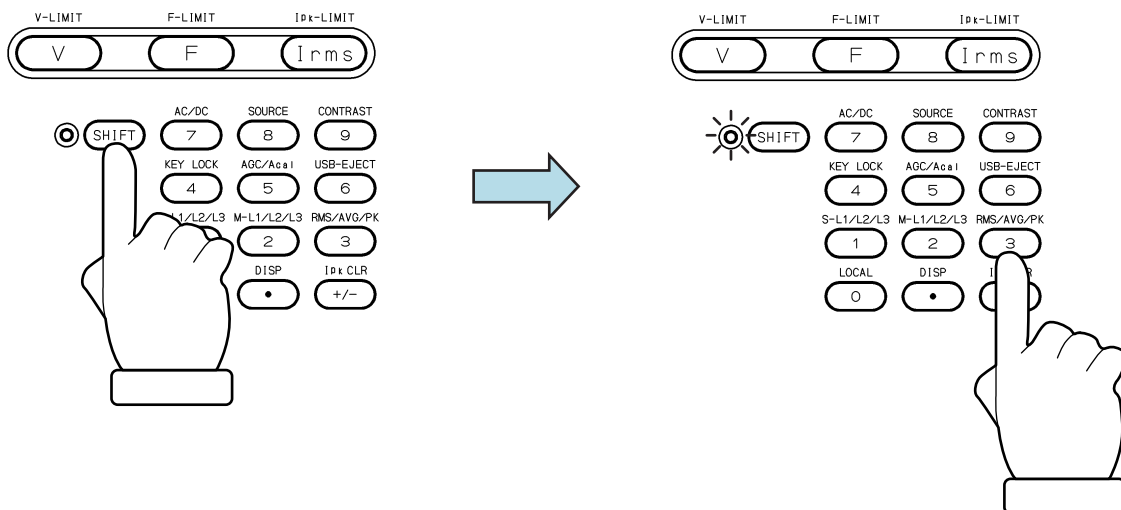 V-LIMIT F-LIMIT Ipk-LIMIT
V F Irms
AC/DC SOURCE CONTRAST
SHIFT 7 8 9
KEY LOCK AGC/Acal USB-EJECT
4 5 6
L1/L2/L3 M-L1/L2/L3 RMS/AVG/PK
2 3
DISP Ipk CLR
• +/-
V-LIMIT F-LIMIT Ipk-LIMIT
V F Irms
AC/DC SOURCE CONTRAST
SHIFT 7 8 9
KEY LOCK AGC/Acal USB-EJECT
4 5 6
S-L1/L2/L3 M-L1/L2/L3 RMS/AVG/PK
1 2 3
LOCAL DISP
0 •